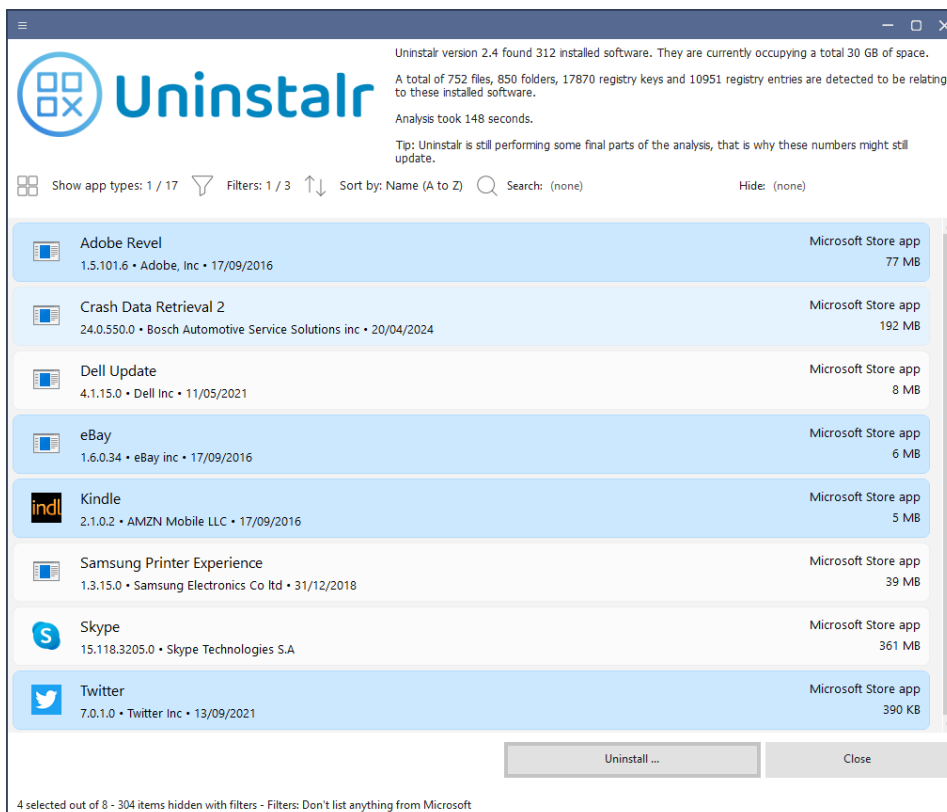 Uninstalr version 2.4 found 312 installed software. They are currently occupying a total 30 GB of space.
A total of 752 files, 850 folders, 17870 registry keys and 10951 registry entries are detected to be relating
to these installed software.
Analysis took 148 seconds.
Tip: Uninstalr is still performing some final parts of the analysis, that is why these numbers might still
update.
Uninstalr
Show app types: 1 / 17 Filters: 1 / 3 Sort by: Name (A to Z) Search: (none) Hide: (none)
Adobe Revel Microsoft Store app
1.5.101.6 • Adobe, Inc • 17/09/2016 77 MB
Crash Data Retrieval 2 Microsoft Store app
24.0.550.0 • Bosch Automotive Service Solutions inc • 20/04/2024 192 MB
Dell Update Microsoft Store app
4.1.15.0 • Dell Inc • 11/05/2021 8 MB
eBay Microsoft Store app
1.6.0.34 • eBay inc • 17/09/2016 6 MB
indl
Kindle Microsoft Store app
2.1.0.2 • AMZN Mobile LLC • 17/09/2016 5 MB
Samsung Printer Experience Microsoft Store app
1.3.15.0 • Samsung Electronics Co ltd • 31/12/2018 39 MB
S
Skype Microsoft Store app
15.118.3205.0 • Skype Technologies S.A 361 MB
Twitter Microsoft Store app
7.0.1.0 • Twitter Inc • 13/09/2021 390 KB
Uninstall ... Close
4 selected out of 8 - 304 items hidden with filters - Filters: Don't list anything from Microsoft